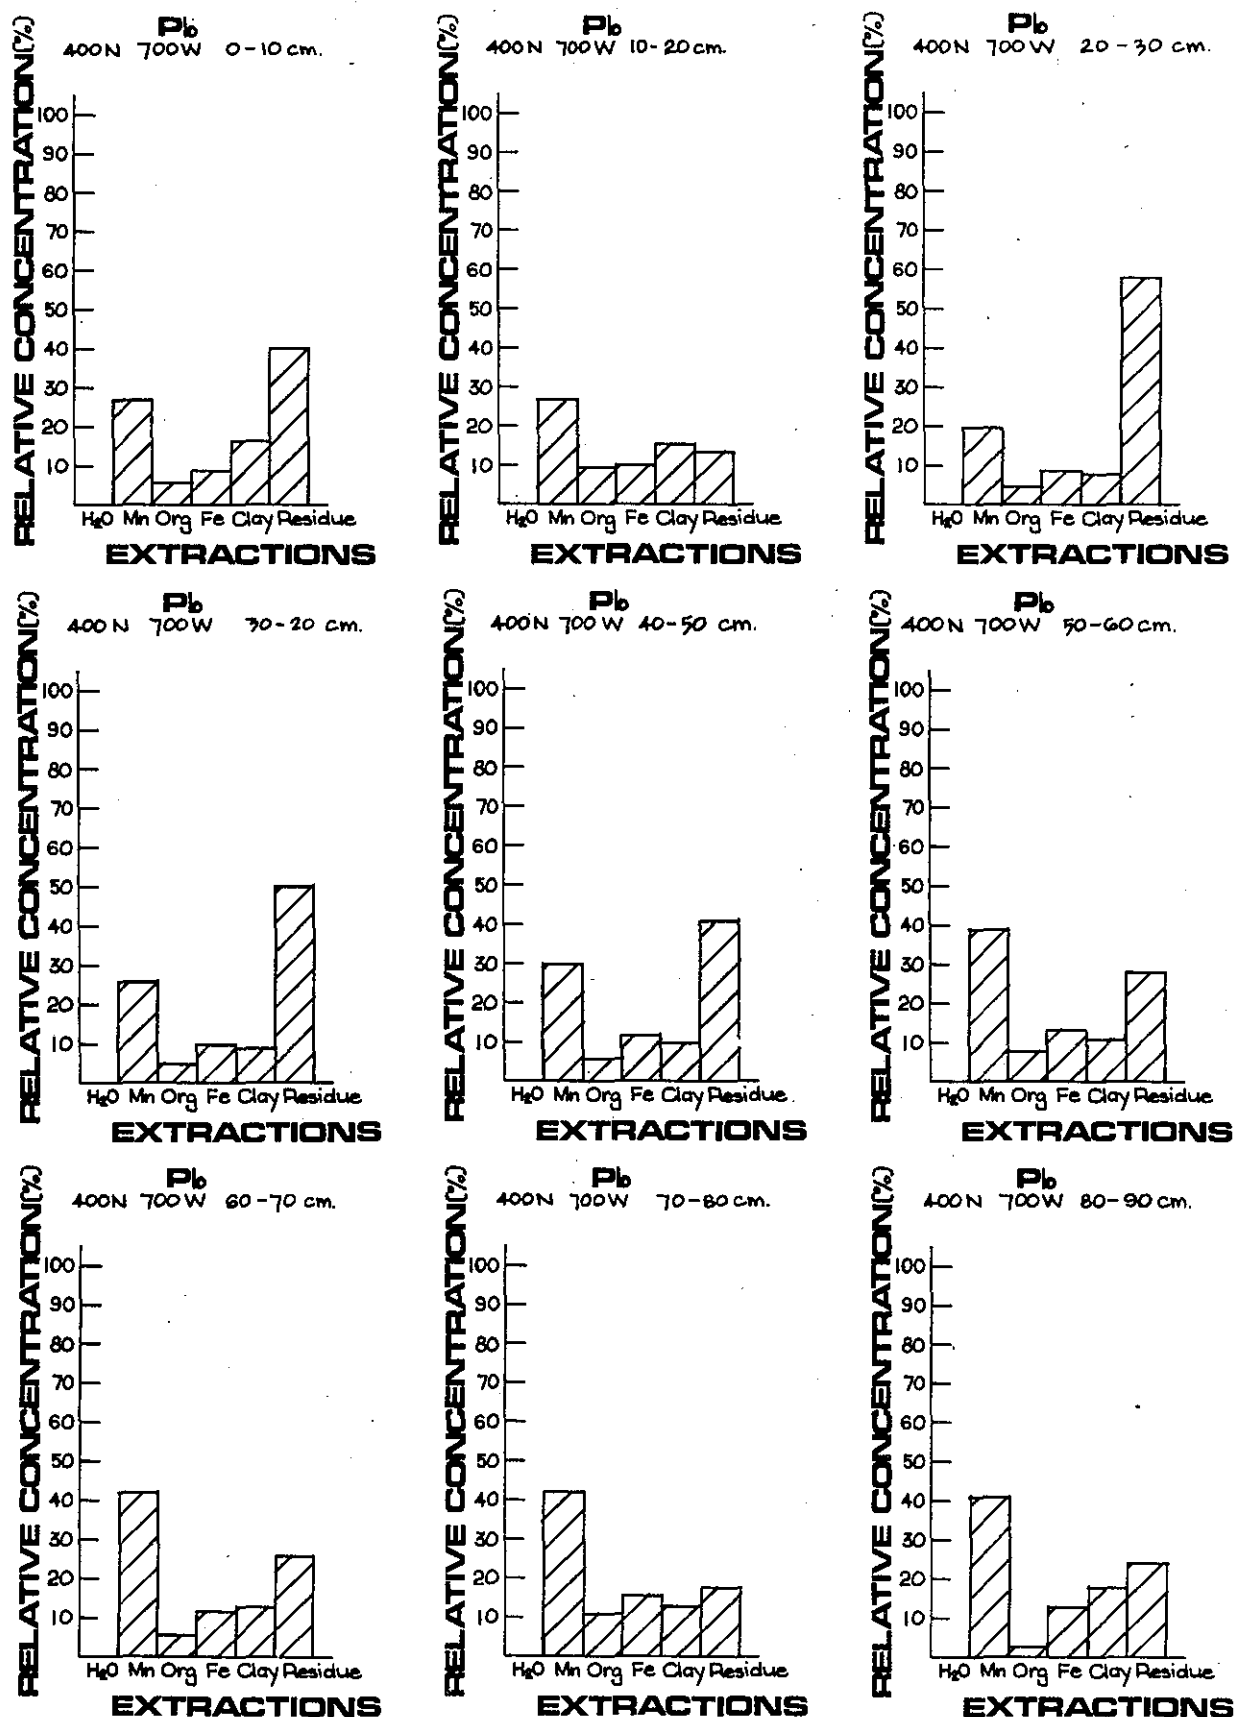 Pb
400N 700W 0-10 cm.
RELATIVE CONCENTRATION(%)
100
90
80
70
60
50
40
30
20
10
H₂O Mn Org Fe Clay Residue
EXTRACTIONS
Pb
400N 700W 10-20 cm.
RELATIVE CONCENTRATION(%)
100
90
80
70
60
50
40
30
20
10
H₂O Mn Org Fe Clay Residue
EXTRACTIONS
Pb
400N 700W 20-30 cm.
RELATIVE CONCENTRATION(%)
100
90
80
70
60
50
40
30
20
10
H₂O Mn Org Fe Clay Residue
EXTRACTIONS
Pb
400N 700W 30-20 cm.
RELATIVE CONCENTRATION(%)
100
90
80
70
60
50
40
30
20
10
H₂O Mn Org Fe Clay Residue
EXTRACTIONS
Pb
400N 700W 40-50 cm.
RELATIVE CONCENTRATION(%)
100
90
80
70
60
50
40
30
20
10
H₂O Mn Org Fe Clay Residue
EXTRACTIONS
Pb
400N 700W 50-60 cm.
RELATIVE CONCENTRATION(%)
100
90
80
70
60
50
40
30
20
10
H₂O Mn Org Fe Clay Residue
EXTRACTIONS
Pb
400N 700W 60-70 cm.
RELATIVE CONCENTRATION(%)
100
90
80
70
60
50
40
30
20
10
H₂O Mn Org Fe Clay Residue
EXTRACTIONS
Pb
400N 700W 70-80 cm.
RELATIVE CONCENTRATION(%)
100
90
80
70
60
50
40
30
20
10
H₂O Mn Org Fe Clay Residue
EXTRACTIONS
Pb
400N 700W 80-90 cm.
RELATIVE CONCENTRATION(%)
100
90
80
70
60
50
40
30
20
10
H₂O Mn Org Fe Clay Residue
EXTRACTIONS